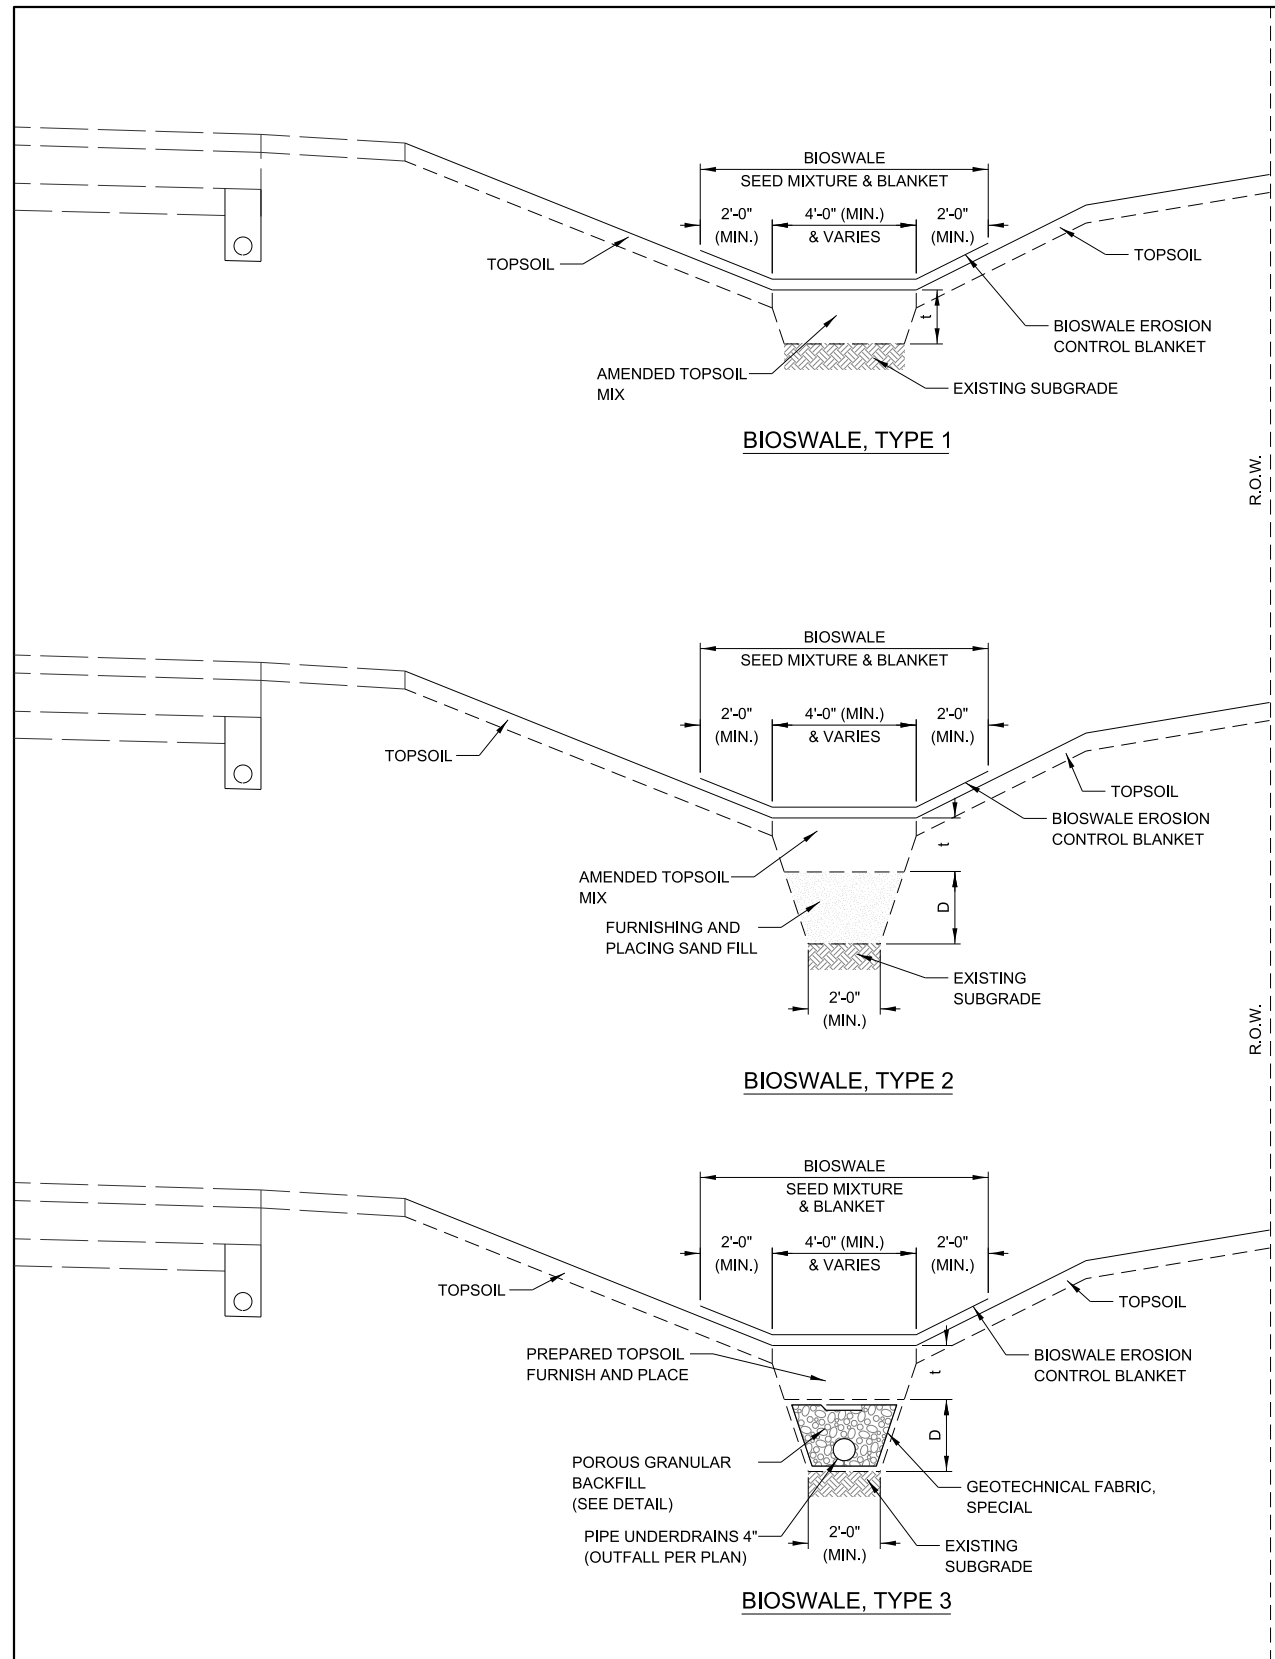 BIOSWALE
SEED MIXTURE & BLANKET
2'-0"
(MIN.)
4'-0" (MIN.)
& VARIES
2'-0"
(MIN.)
TOPSOIL
TOPSOIL
t
BIOSWALE EROSION
CONTROL BLANKET
AMENDED TOPSOIL
MIX
EXISTING SUBGRADE
BIOSWALE, TYPE 1
R.O.W.
BIOSWALE
SEED MIXTURE & BLANKET
2'-0"
(MIN.)
4'-0" (MIN.)
& VARIES
2'-0"
(MIN.)
TOPSOIL
TOPSOIL
BIOSWALE EROSION
CONTROL BLANKET
t
AMENDED TOPSOIL
MIX
D
FURNISHING AND
PLACING SAND FILL
EXISTING
SUBGRADE
2'-0"
(MIN.)
R.O.W.
BIOSWALE, TYPE 2
BIOSWALE
SEED MIXTURE
& BLANKET
2'-0"
(MIN.)
4'-0" (MIN.)
& VARIES
2'-0"
(MIN.)
TOPSOIL
TOPSOIL
PREPARED TOPSOIL
FURNISH AND PLACE
BIOSWALE EROSION
CONTROL BLANKET
t
D
POROUS GRANULAR
BACKFILL
(SEE DETAIL)
GEOTECHNICAL FABRIC,
SPECIAL
PIPE UNDERDRAINS 4"
(OUTFALL PER PLAN)
2'-0"
(MIN.)
EXISTING
SUBGRADE
BIOSWALE, TYPE 3